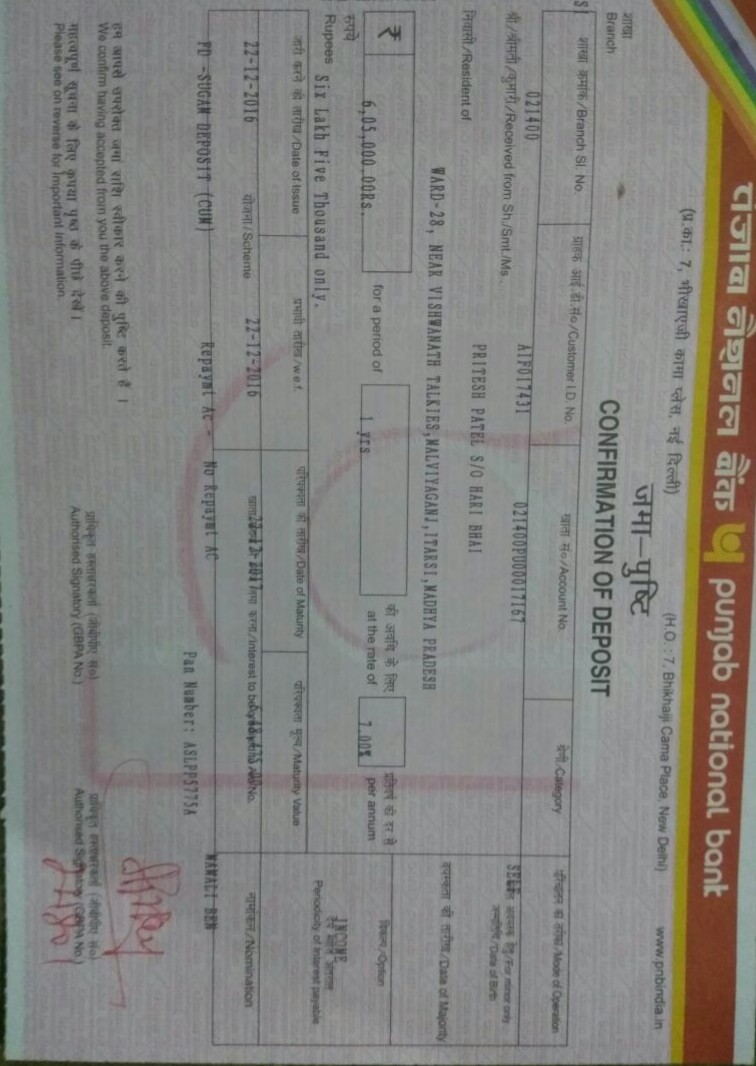 पंजाब नैशनल बैंक punjab national bank
(प्र.का.: 7, भीखाएजी कामा प्लेस, नई दिल्ली) (H.O. : 7, Bhikhaiji Cama Place, New Delhi) www.pnbindia.in
शाखा
Branch
जमा–पुष्टि
CONFIRMATION OF DEPOSIT
शाखा क्रमांक/Branch Sl. No. ग्राहक आई.डी.सं०/Customer I.D. No. खाता सं०/Account No. श्रेणी/Category परिचालन का तरीका/Mode of Operation
021400 AIF017431 021400PU00017167 SELF
श्री/श्रीमती/कुमारी/Received from Sh./Smt./Ms. For minor only
जन्मतिथि/Date of Birth
PRITESH PATEL S/O HARI BHAI
निवासी/Resident of वयस्कता की तारीख/Date of Majority
WARD-28, NEAR VISHWANATH TALKIES,MALVIYAGANJ,ITARSI,MADHYA PRADESH
₹ 6,05,000.00Rs. for a period of 1 yrs की अवधि के लिए at the rate of 7.00% प्रतिवर्ष की दर से per annum विकल्प/Option
रुपये
Rupees Six Lakh Five Thousand only. INCOME
Periodicity of interest payable
जारी करने की तारीख/Date of Issue प्रभावी तारीख/w.e.f. परिपक्वता की तारीख/Date of Maturity परिपक्वता मूल्य/Maturity Value
22-12-2016 योजना/Scheme 22-12-2016 22-12-2017 Interest to be No. नामांकन/Nomination
FD -SUGAM DEPOSIT (CUM) Repaymt Ac - No Repaymt AC MAWALI BEN
Pan Number: ASLPP5775A
हम आपसे उपरोक्त जमा राशि स्वीकार करने की पुष्टि करते हैं ।
We confirm having accepted from you the above deposit.
महत्वपूर्ण सूचना के लिए कृपया पृष्ठ के पीछे देखें ।
Please see on reverse for Important Information.
प्राधिकृत हस्ताक्षरकर्ता (जीबीपीए सं०) प्राधिकृत हस्ताक्षरकर्ता (जीबीपीए सं०)
Authorised Signatory (GBPA No.) Authorised Signatory (GBPA No.)